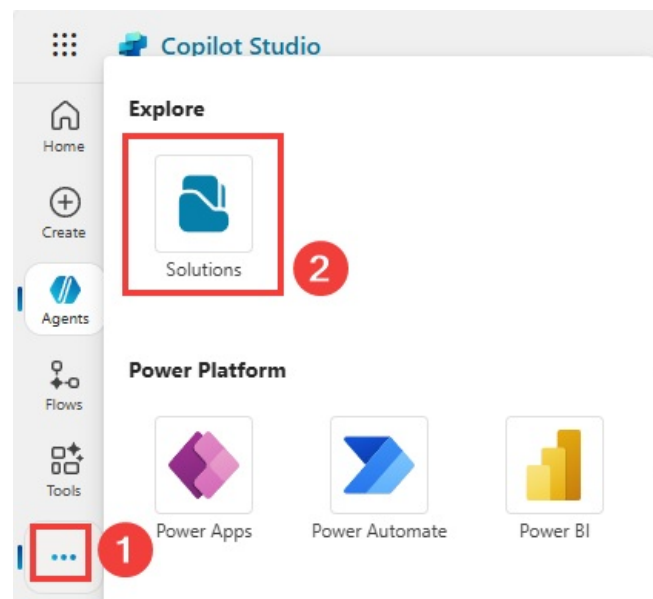 Copilot Studio
Home
Create
Agents
Flows
Tools
1
Explore
Solutions
2
Power Platform
Power Apps
Power Automate
Power BI